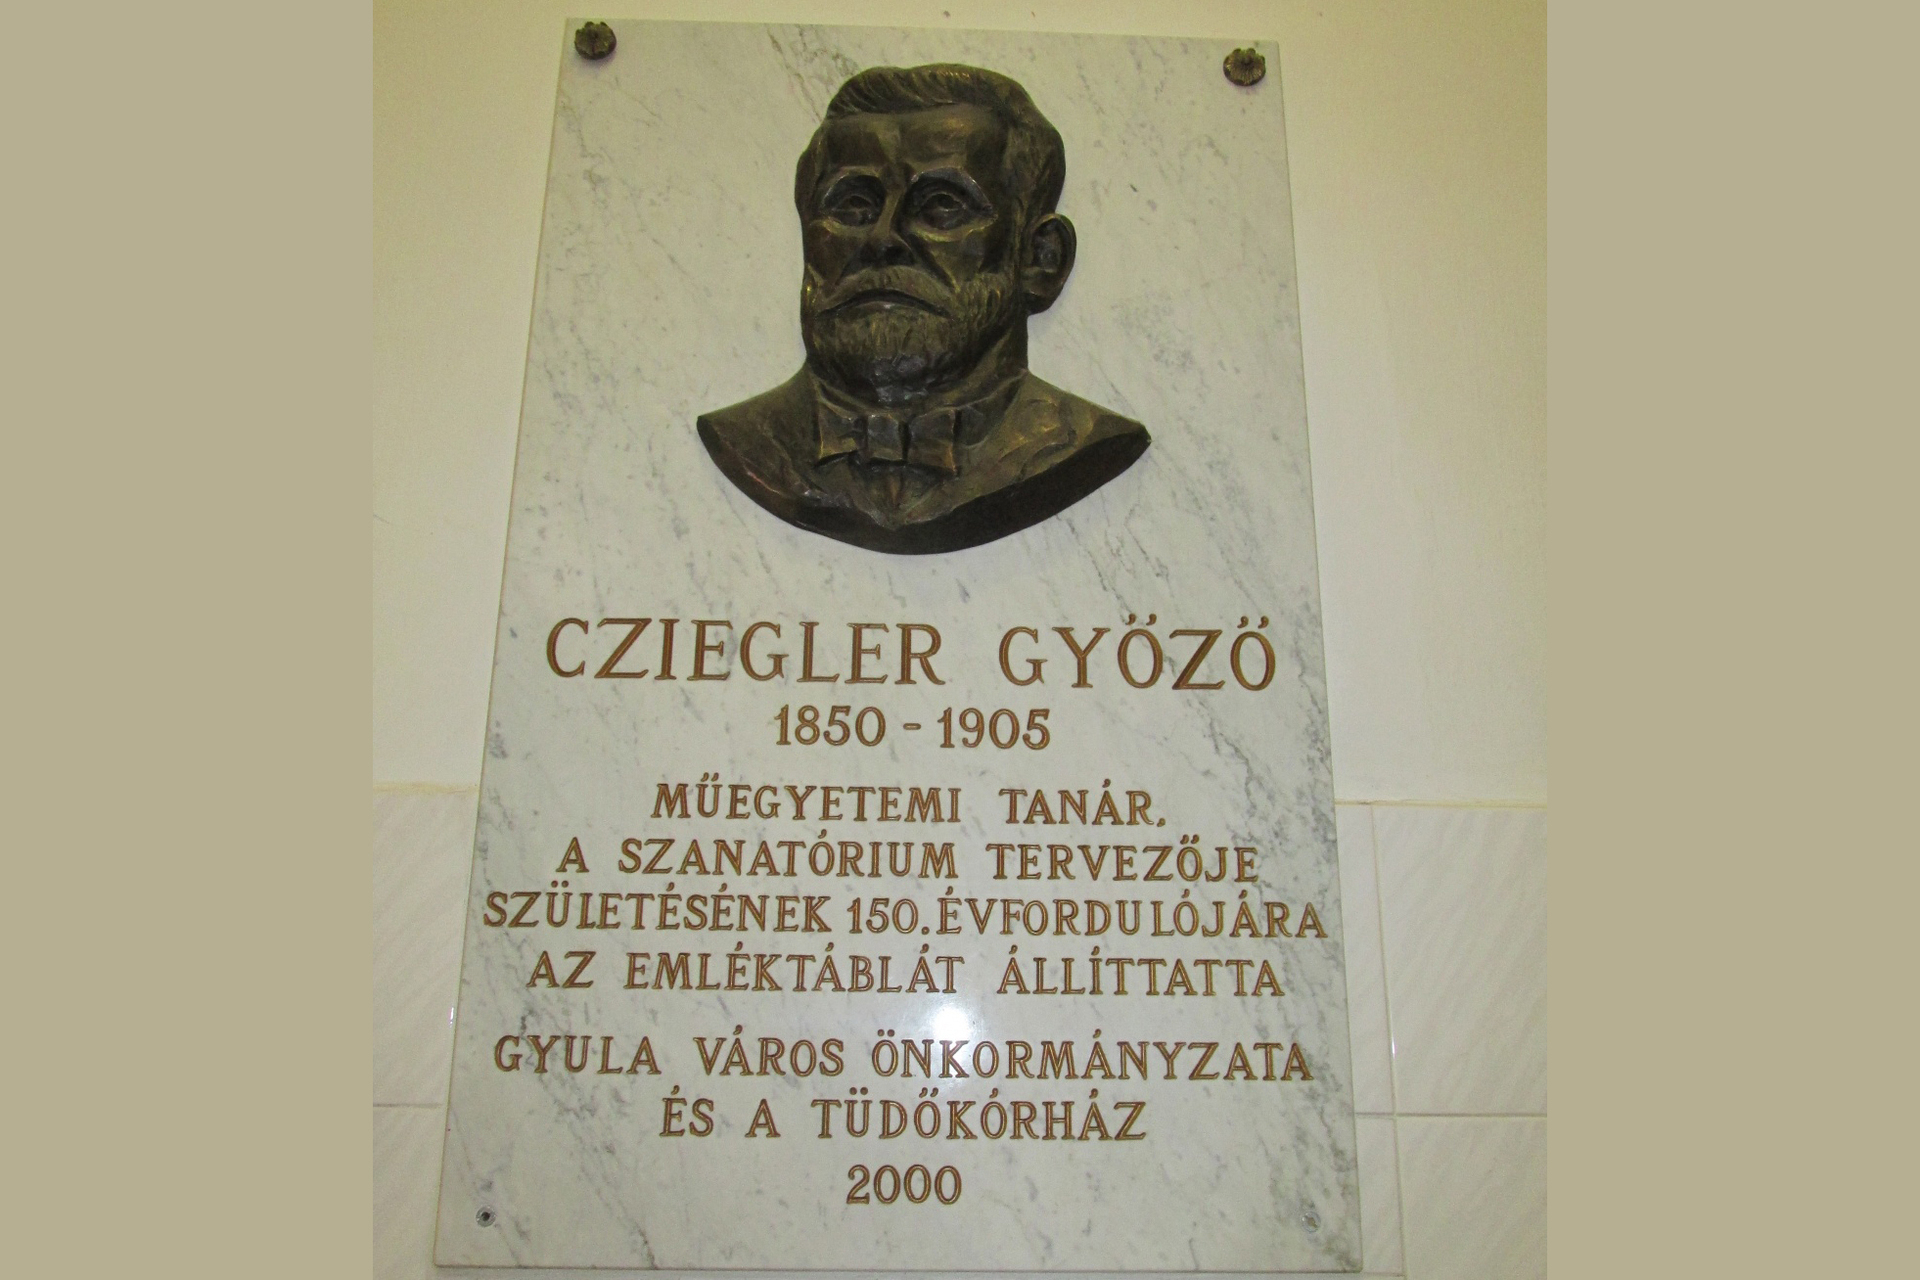 CZIEGLER GYŐZŐ
1850 - 1905
MŰEGYETEMI TANÁR,
A SZANATÓRIUM TERVEZŐJE
SZÜLETÉSÉNEK 150. ÉVFORDULÓJÁRA
AZ EMLÉKTÁBLÁT ÁLLÍTTATTA
GYULA VÁROS ÖNKORMÁNYZATA
ÉS A TÜDŐKÓRHÁZ
2000